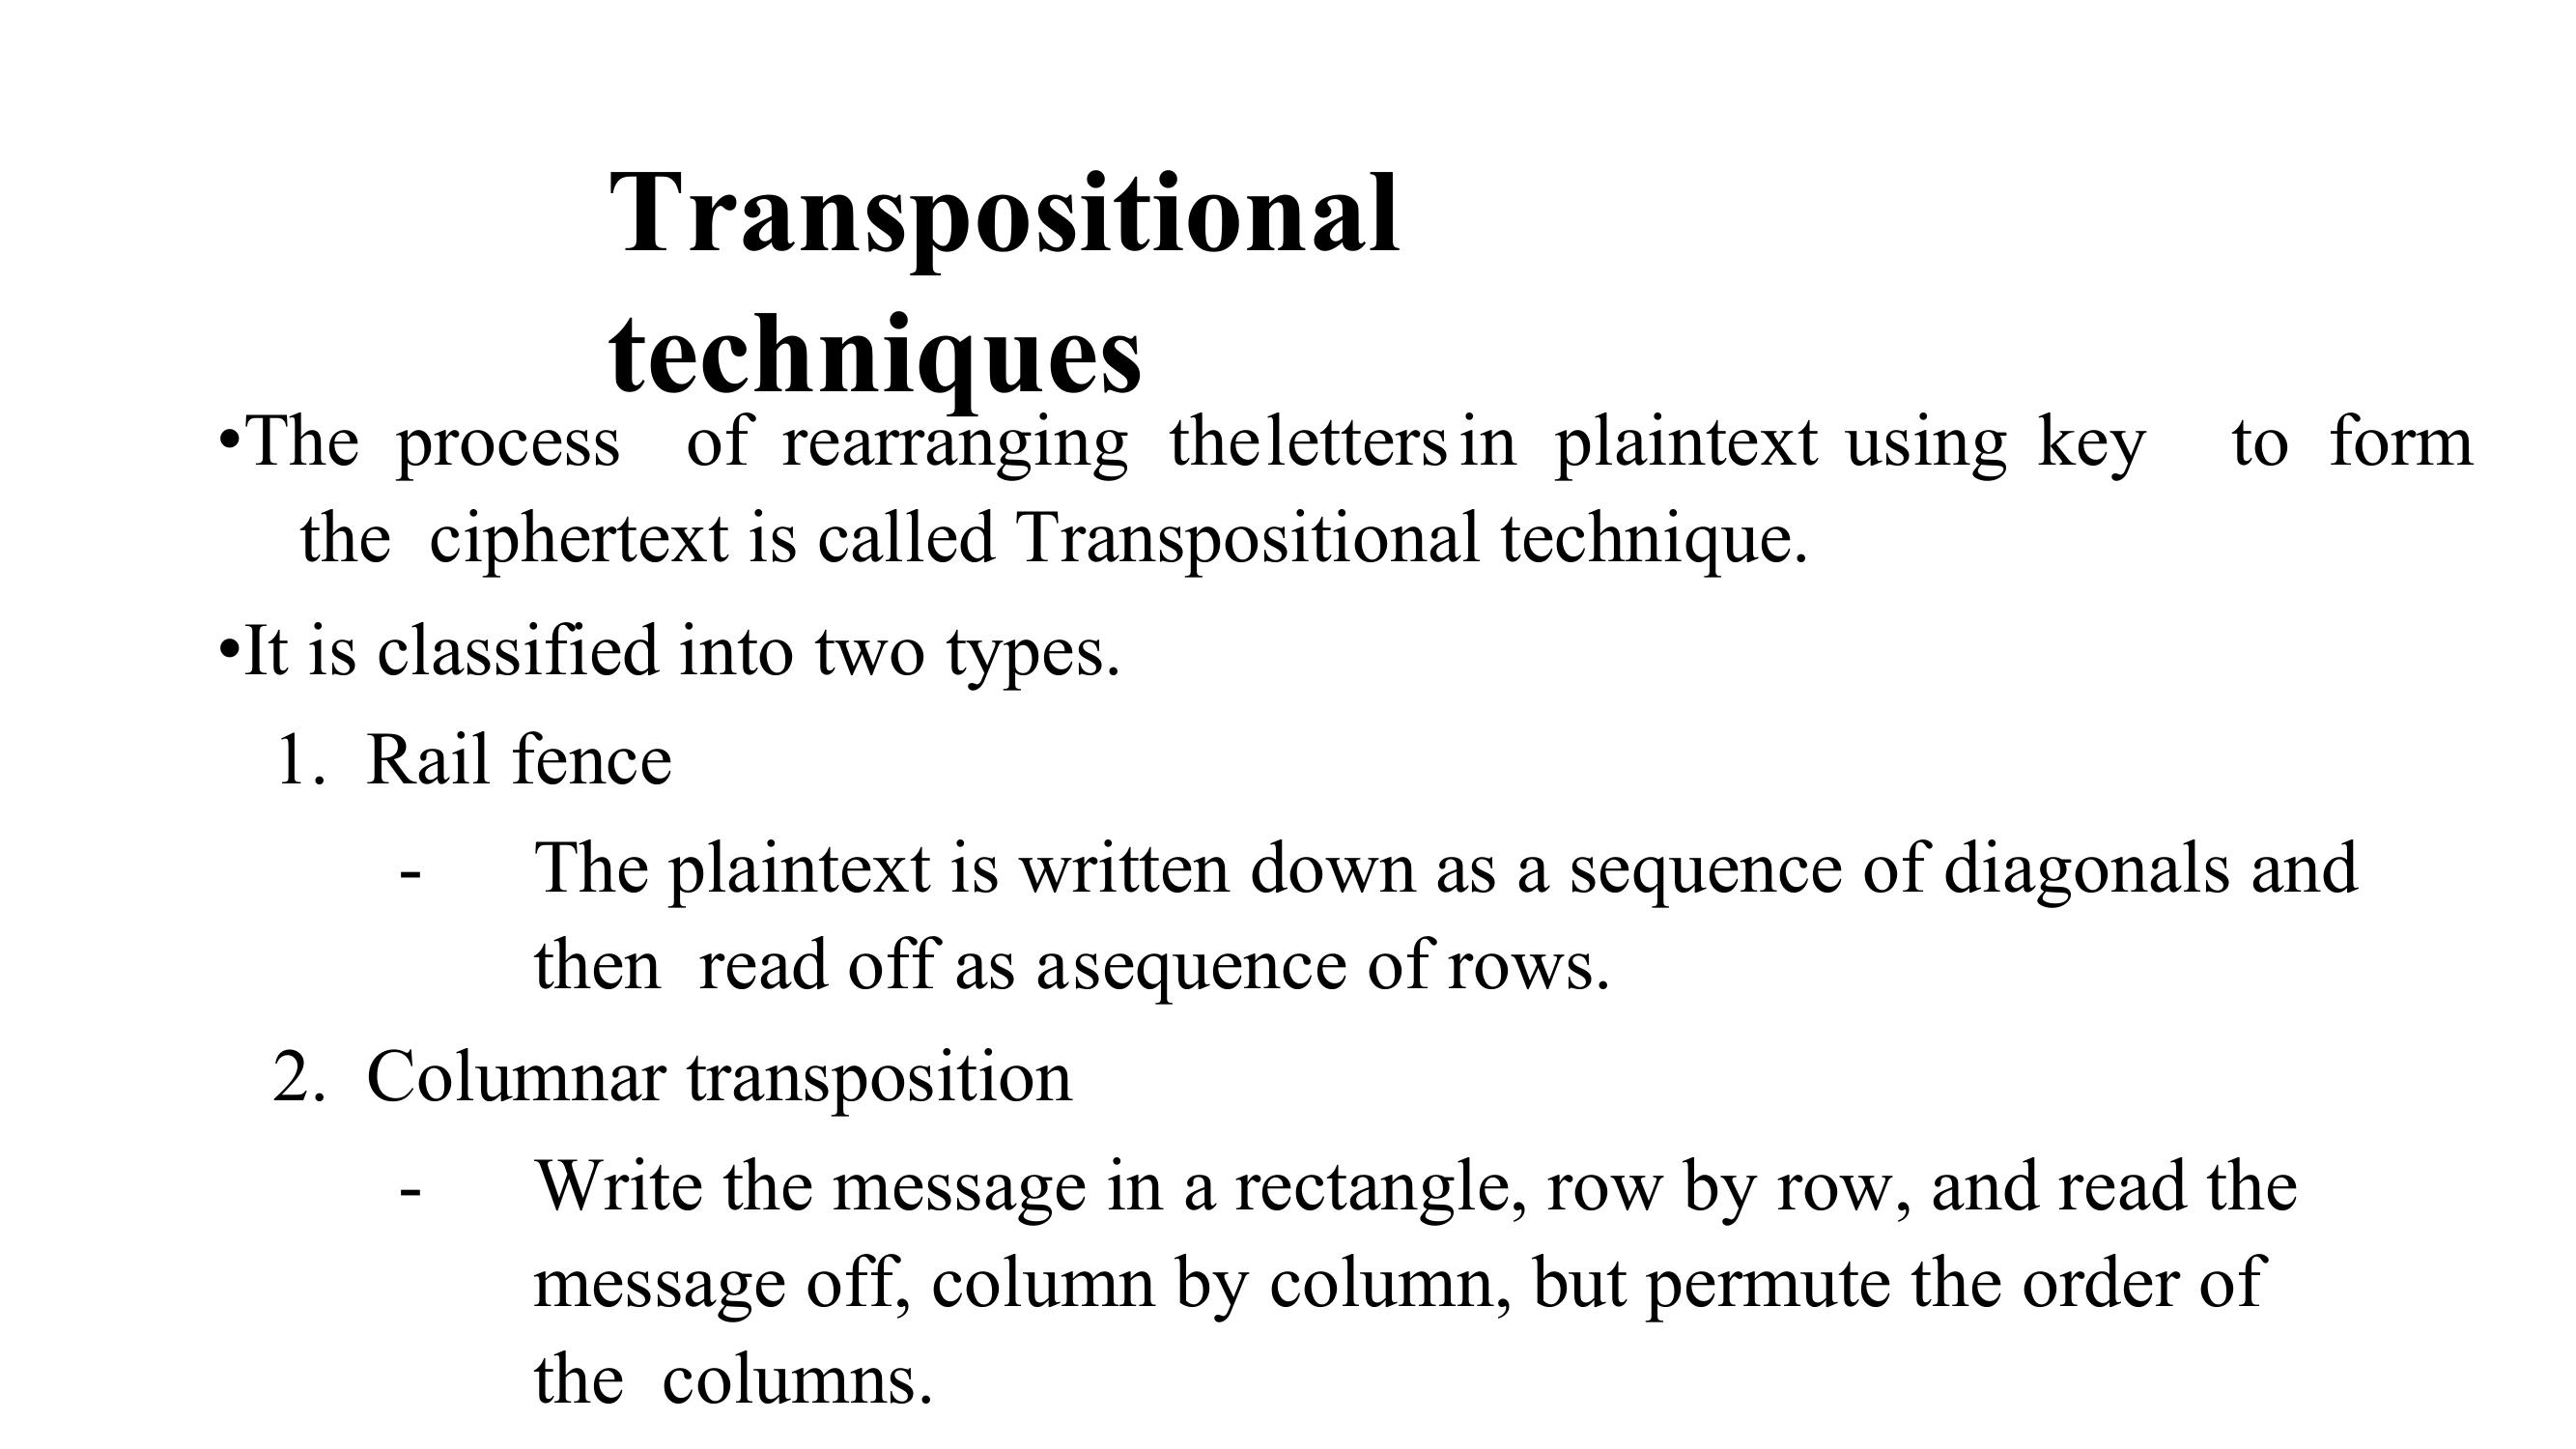 Transpositional
techniques
•The process of rearranging theletters in plaintext using key to form
the ciphertext is called Transpositional technique.
•It is classified into two types.
1. Rail fence
- The plaintext is written down as a sequence of diagonals and
then read off as asequence of rows.
2. Columnar transposition
- Write the message in a rectangle, row by row, and read the
message off, column by column, but permute the order of
the columns.